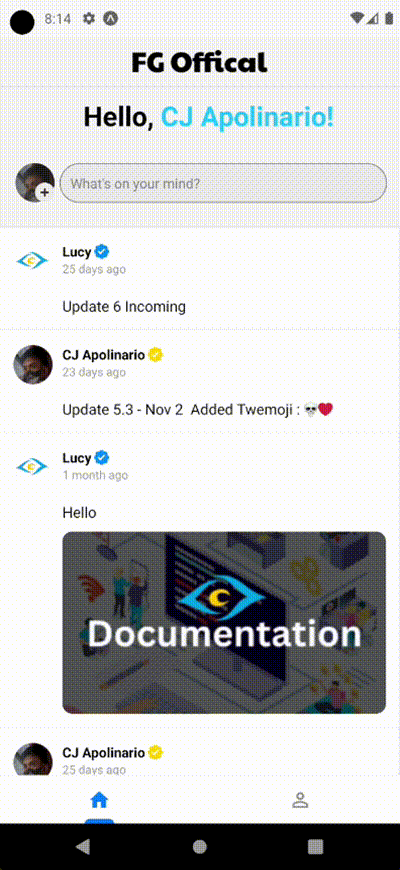 8:14
FG Offical
Hello, CJ Apolinario!
What's on your mind?
Lucy
25 days ago
Update 6 Incoming
CJ Apolinario
23 days ago
Update 5.3 - Nov 2 Added Twemoji : 💀❤️
Lucy
1 month ago
Hello
Documentation
CJ Apolinario
25 days ago